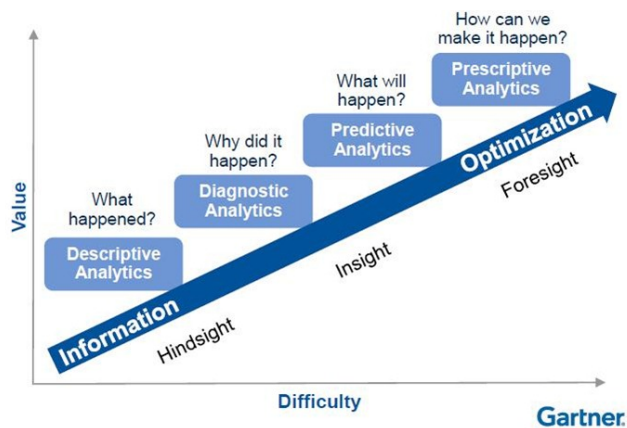 How can we
make it happen?
Prescriptive
Analytics
What will
happen?
Predictive
Analytics
Why did it
happen?
Diagnostic
Analytics
What
happened?
Descriptive
Analytics
Value
Information
Optimization
Hindsight
Insight
Foresight
Difficulty
Gartner